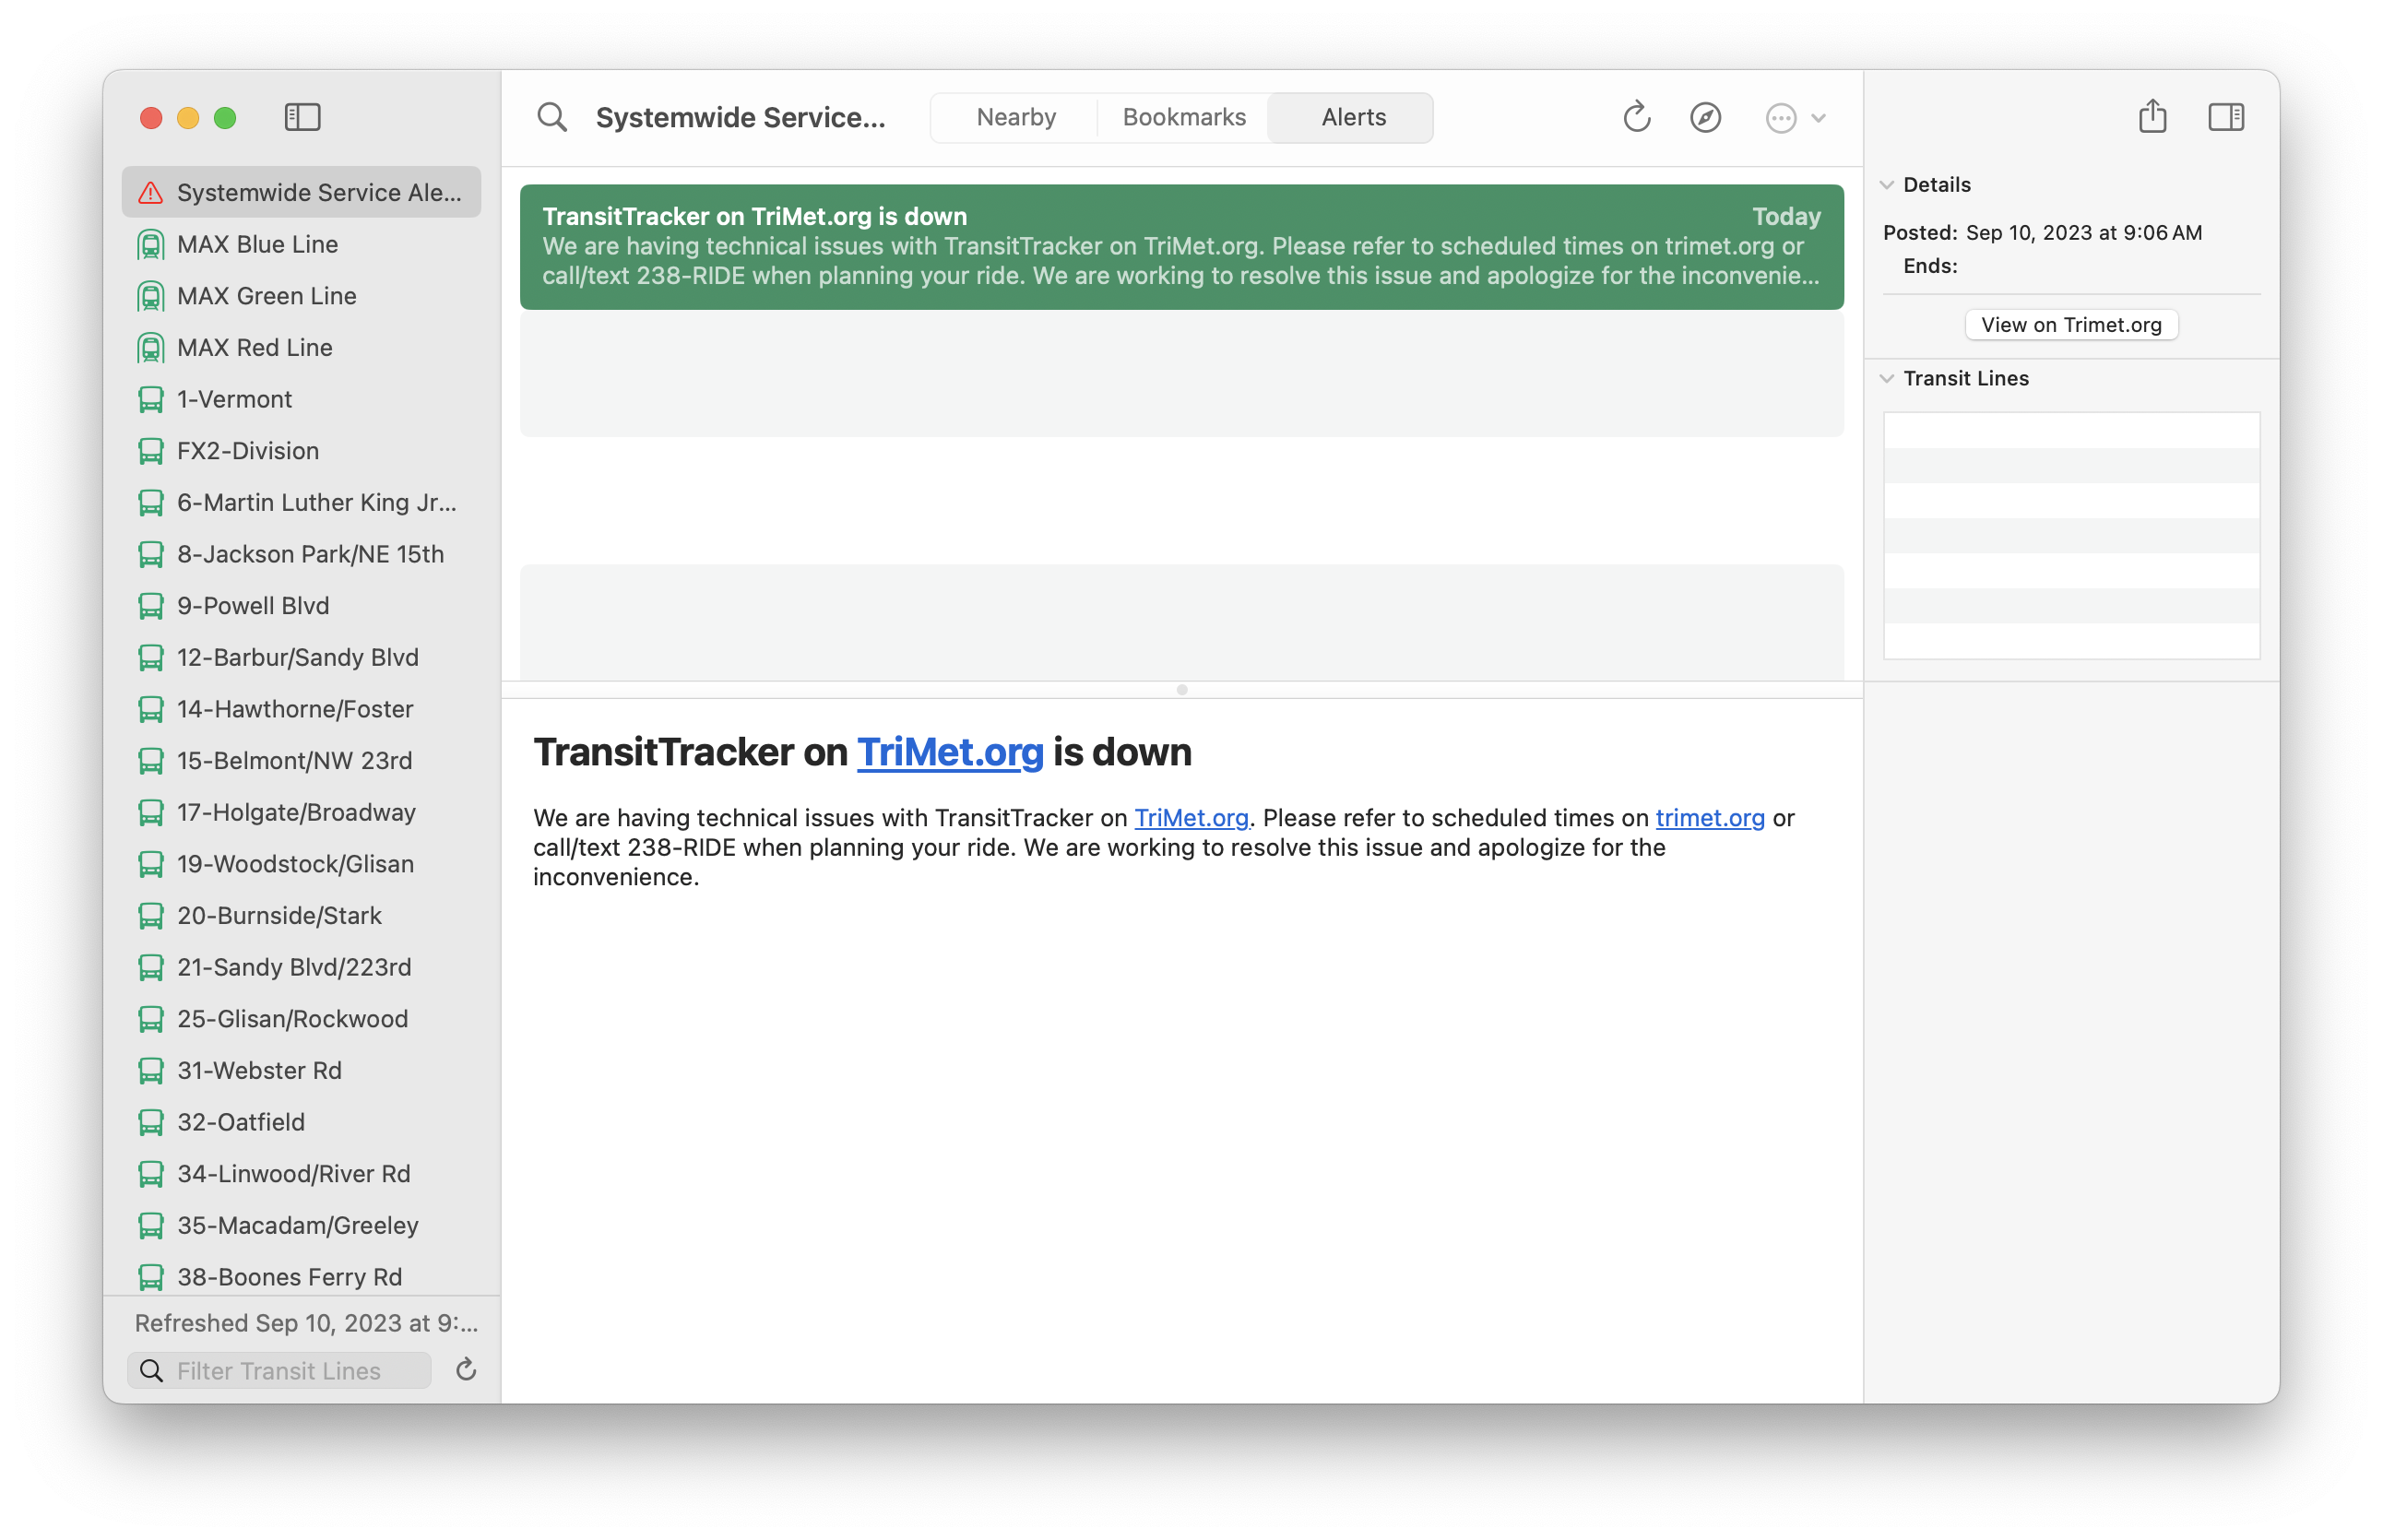 Systemwide Service Ale...
MAX Blue Line
MAX Green Line
MAX Red Line
1-Vermont
FX2-Division
6-Martin Luther King Jr...
8-Jackson Park/NE 15th
9-Powell Blvd
12-Barbur/Sandy Blvd
14-Hawthorne/Foster
15-Belmont/NW 23rd
17-Holgate/Broadway
19-Woodstock/Glisan
20-Burnside/Stark
21-Sandy Blvd/223rd
25-Glisan/Rockwood
31-Webster Rd
32-Oatfield
34-Linwood/River Rd
35-Macadam/Greeley
38-Boones Ferry Rd
Refreshed Sep 10, 2023 at 9:...
Filter Transit Lines
Systemwide Service...
Nearby
Bookmarks
Alerts
TransitTracker on TriMet.org is down
Today
We are having technical issues with TransitTracker on TriMet.org. Please refer to scheduled times on trimet.org or
call/text 238-RIDE when planning your ride. We are working to resolve this issue and apologize for the inconvenie...
TransitTracker on TriMet.org is down
We are having technical issues with TransitTracker on TriMet.org. Please refer to scheduled times on trimet.org or
call/text 238-RIDE when planning your ride. We are working to resolve this issue and apologize for the
inconvenience.
Details
Posted: Sep 10, 2023 at 9:06 AM
Ends:
View on Trimet.org
Transit Lines